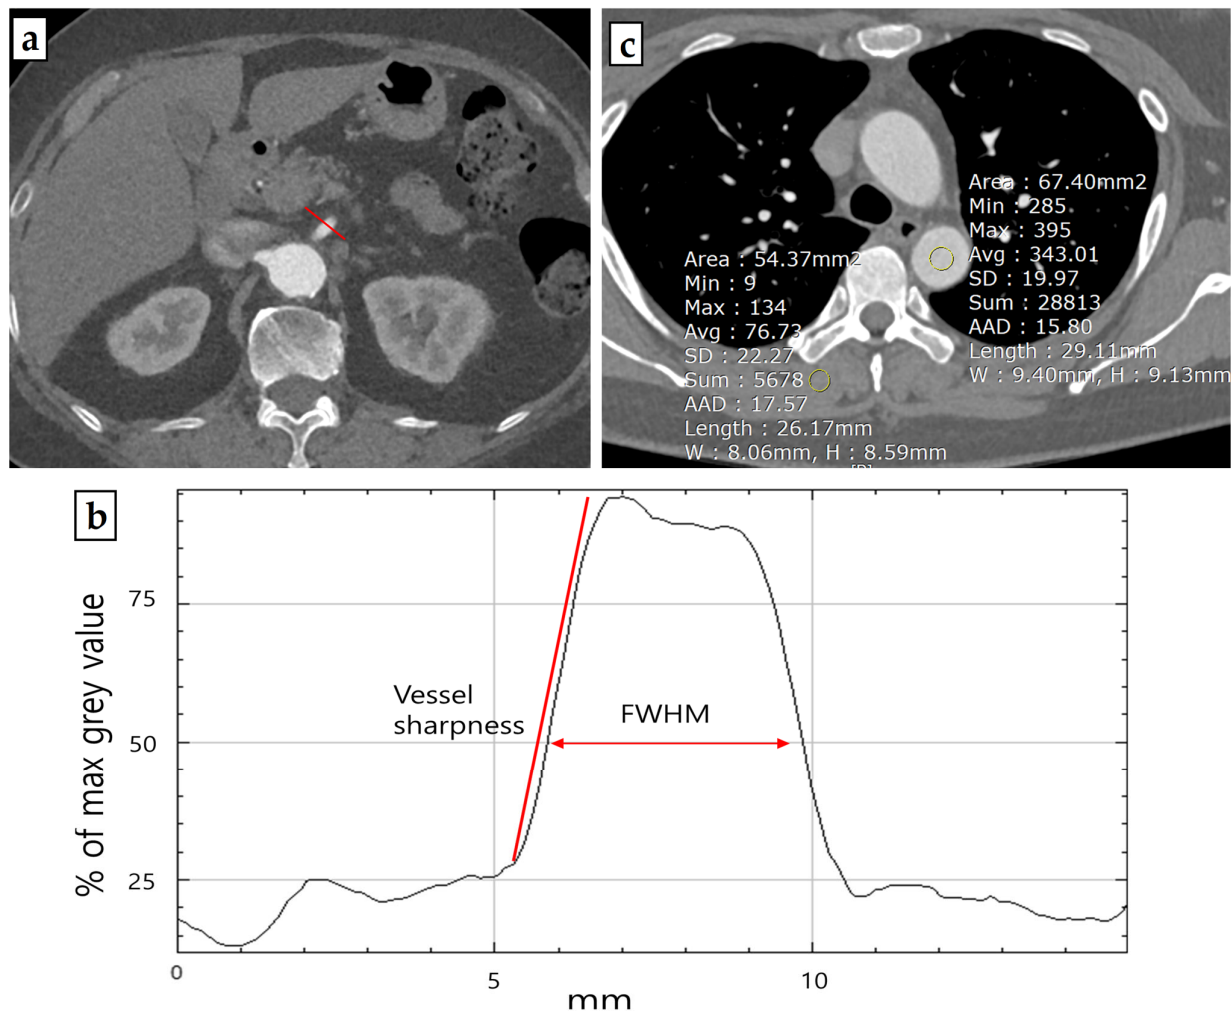 a
c
Area : 67.40mm2
Min : 285
Max : 395
Avg : 343.01
SD : 19.97
Sum : 28813
AAD : 15.80
Length : 29.11mm
W : 9.40mm, H : 9.13mm
Area : 54.37mm2
Min : 9
Max : 134
Avg : 76.73
SD : 22.27
Sum : 5678
AAD : 17.57
Length : 26.17mm
W : 8.06mm, H : 8.59mm
b
% of max grey value
75
50
25
Vessel
sharpness
FWHM
0
5
10
mm